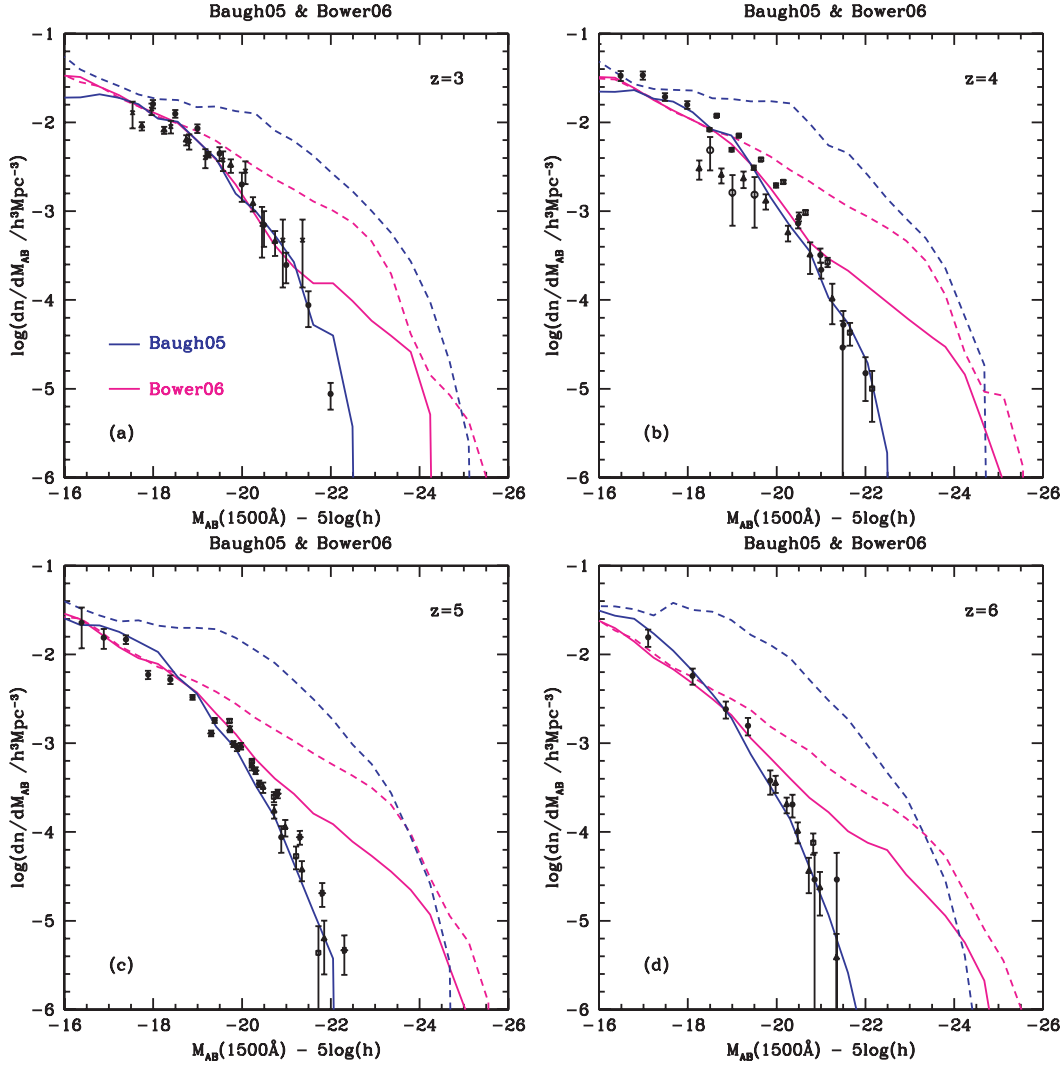 Baugh05 & Bower06
Baugh05 & Bower06
-1
-2
-3
-4
-5
-6
log(dn/dM_AB /h³Mpc⁻³)
z=3
Baugh05
Bower06
(a)
-16 -18 -20 -22 -24 -26
M_AB(1500Å) - 5log(h)
-1
-2
-3
-4
-5
-6
log(dn/dM_AB /h³Mpc⁻³)
z=4
(b)
-16 -18 -20 -22 -24 -26
M_AB(1500Å) - 5log(h)
Baugh05 & Bower06
Baugh05 & Bower06
-1
-2
-3
-4
-5
-6
log(dn/dM_AB /h³Mpc⁻³)
z=5
(c)
-16 -18 -20 -22 -24 -26
M_AB(1500Å) - 5log(h)
-1
-2
-3
-4
-5
-6
log(dn/dM_AB /h³Mpc⁻³)
z=6
(d)
-16 -18 -20 -22 -24 -26
M_AB(1500Å) - 5log(h)